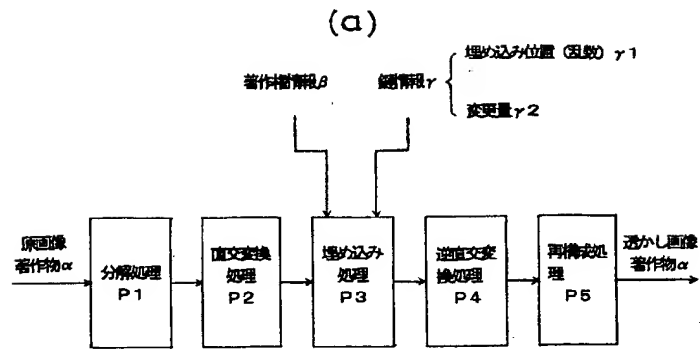 (a)
埋め込み位置(因数)γ1
著作権情報β
鍵情報γ
変更量γ2
原画像
著作物α
分解処理
P1
直交変換
処理
P2
埋め込み
処理
P3
逆直交変
換処理
P4
再構成処
理
P5
透かし画像
著作物α